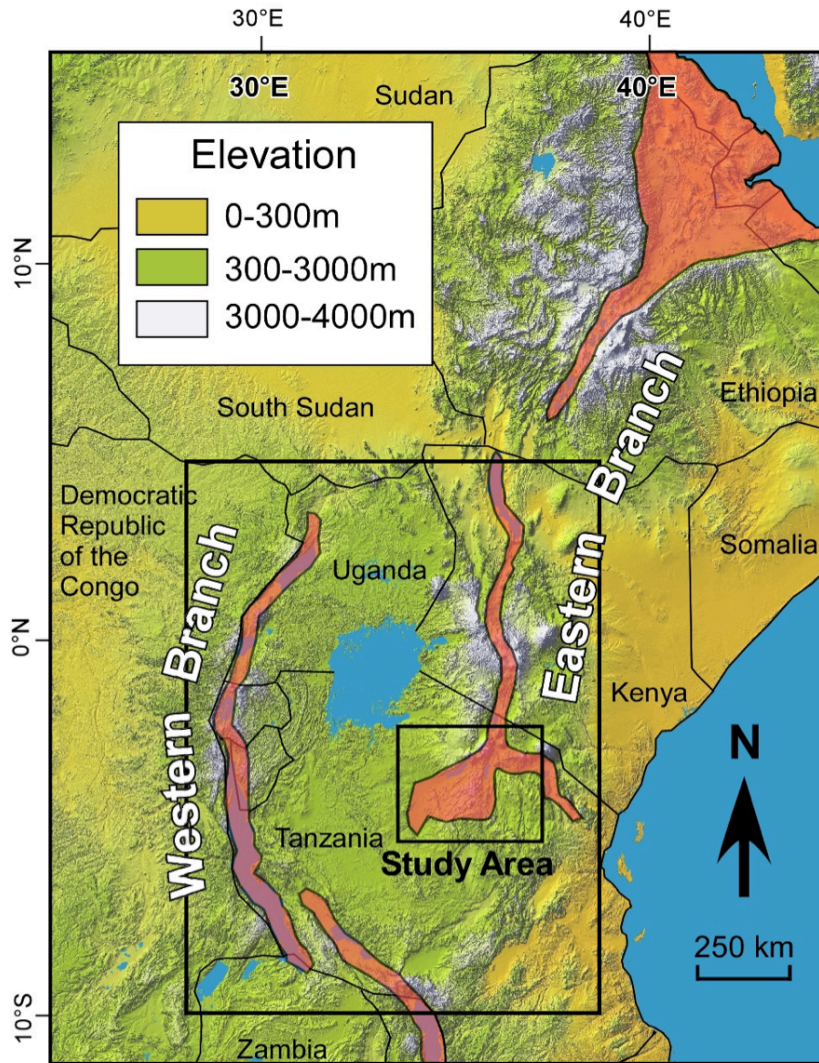 30°E
40°E
30°E
40°E
Sudan
Elevation
0-300m
300-3000m
3000-4000m
10°N
South Sudan
Ethiopia
Eastern Branch
Democratic
Republic
of the
Congo
Somalia
Uganda
Western Branch
0°N
Kenya
N
Tanzania
Study Area
250 km
10°S
Zambia